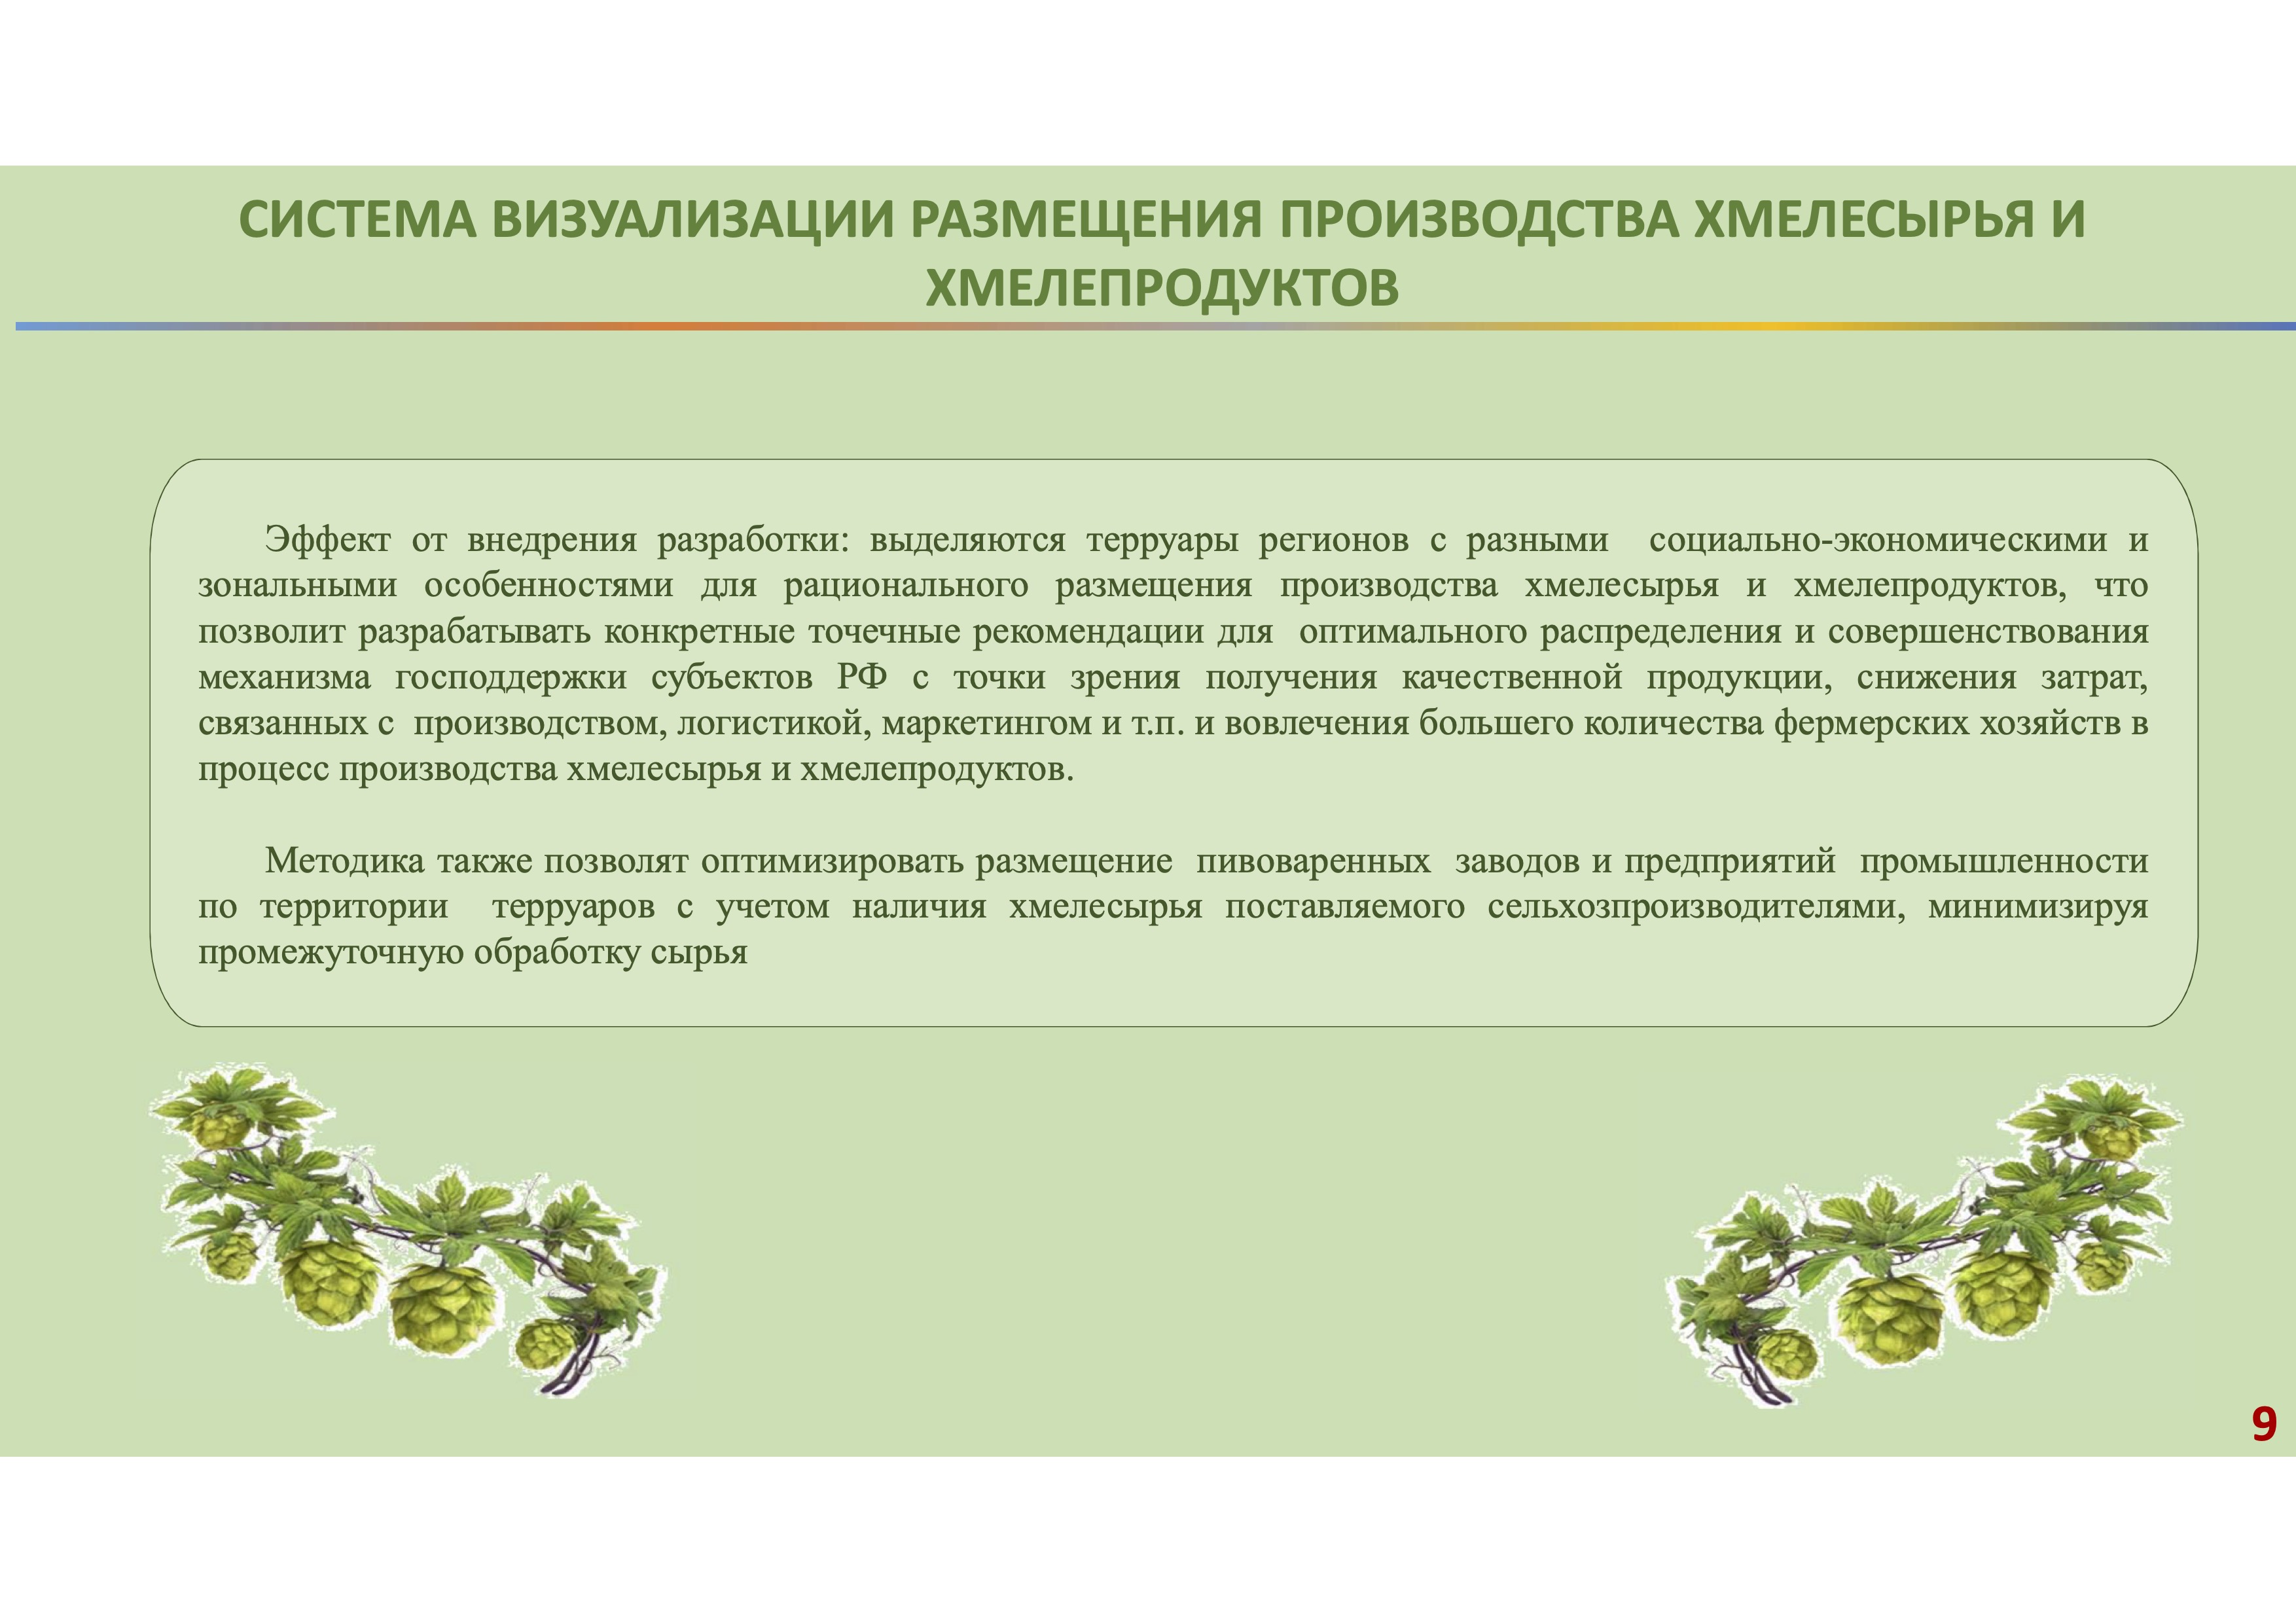 СИСТЕМА ВИЗУАЛИЗАЦИИ РАЗМЕЩЕНИЯ ПРОИЗВОДСТВА ХМЕЛЕСЫРЬЯ И
ХМЕЛЕПРОДУКТОВ
Эффект от внедрения разработки: выделяются терруары регионов с разными социально-экономическими и
зональными особенностями для рационального размещения производства хмелесырья и хмелепродуктов, что
позволит разрабатывать конкретные точечные рекомендации для оптимального распределения и совершенствования
механизма господдержки субъектов РФ с точки зрения получения качественной продукции, снижения затрат,
связанных с производством, логистикой, маркетингом и т.п. и вовлечения большего количества фермерских хозяйств в
процесс производства хмелесырья и хмелепродуктов.
Методика также позволят оптимизировать размещение пивоваренных заводов и предприятий промышленности
по территории терруаров с учетом наличия хмелесырья поставляемого сельхозпроизводителями, минимизируя
промежуточную обработку сырья
9